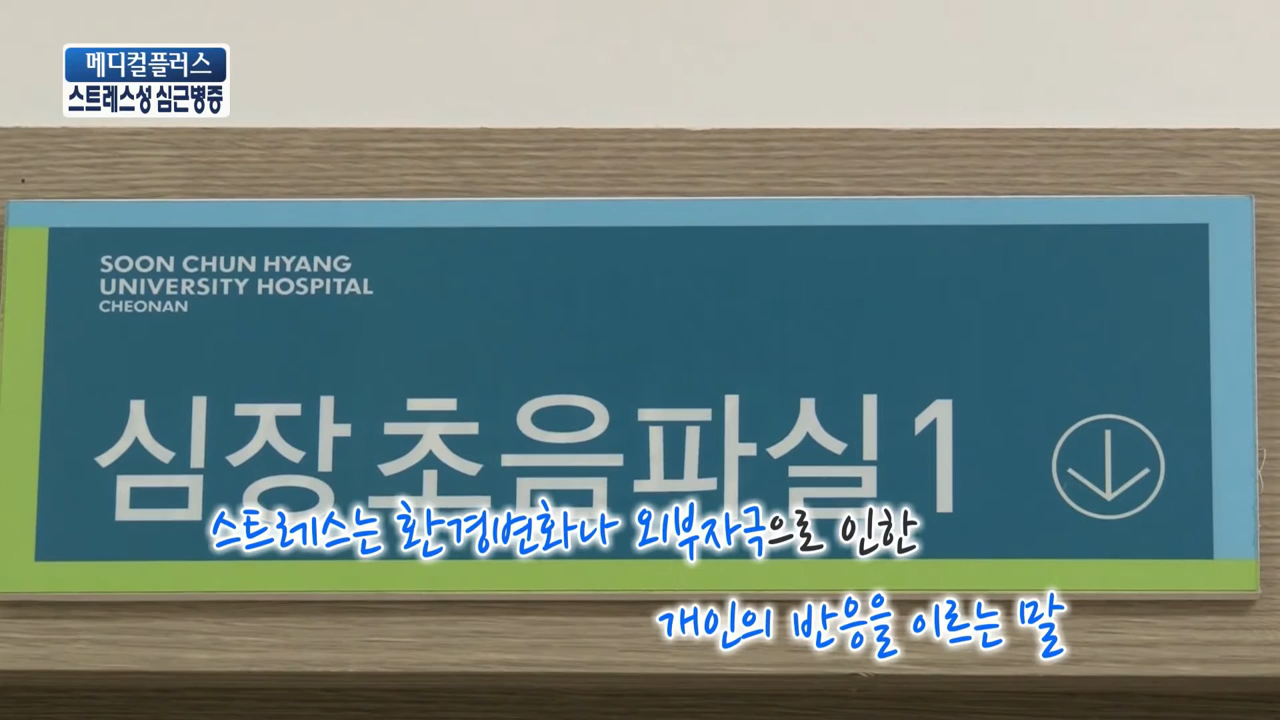 메디컬플러스
스트레스성 심근병증
SOON CHUN HYANG
UNIVERSITY HOSPITAL
CHEONAN
심장초음파실1
스트레스는 환경변화나 외부자극으로 인한
개인의 반응을 이르는 말